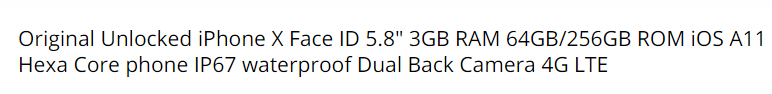 Original Unlocked iPhone X Face ID 5.8" 3GB RAM 64GB/256GB ROM iOS A11
Hexa Core phone IP67 waterproof Dual Back Camera 4G LTE